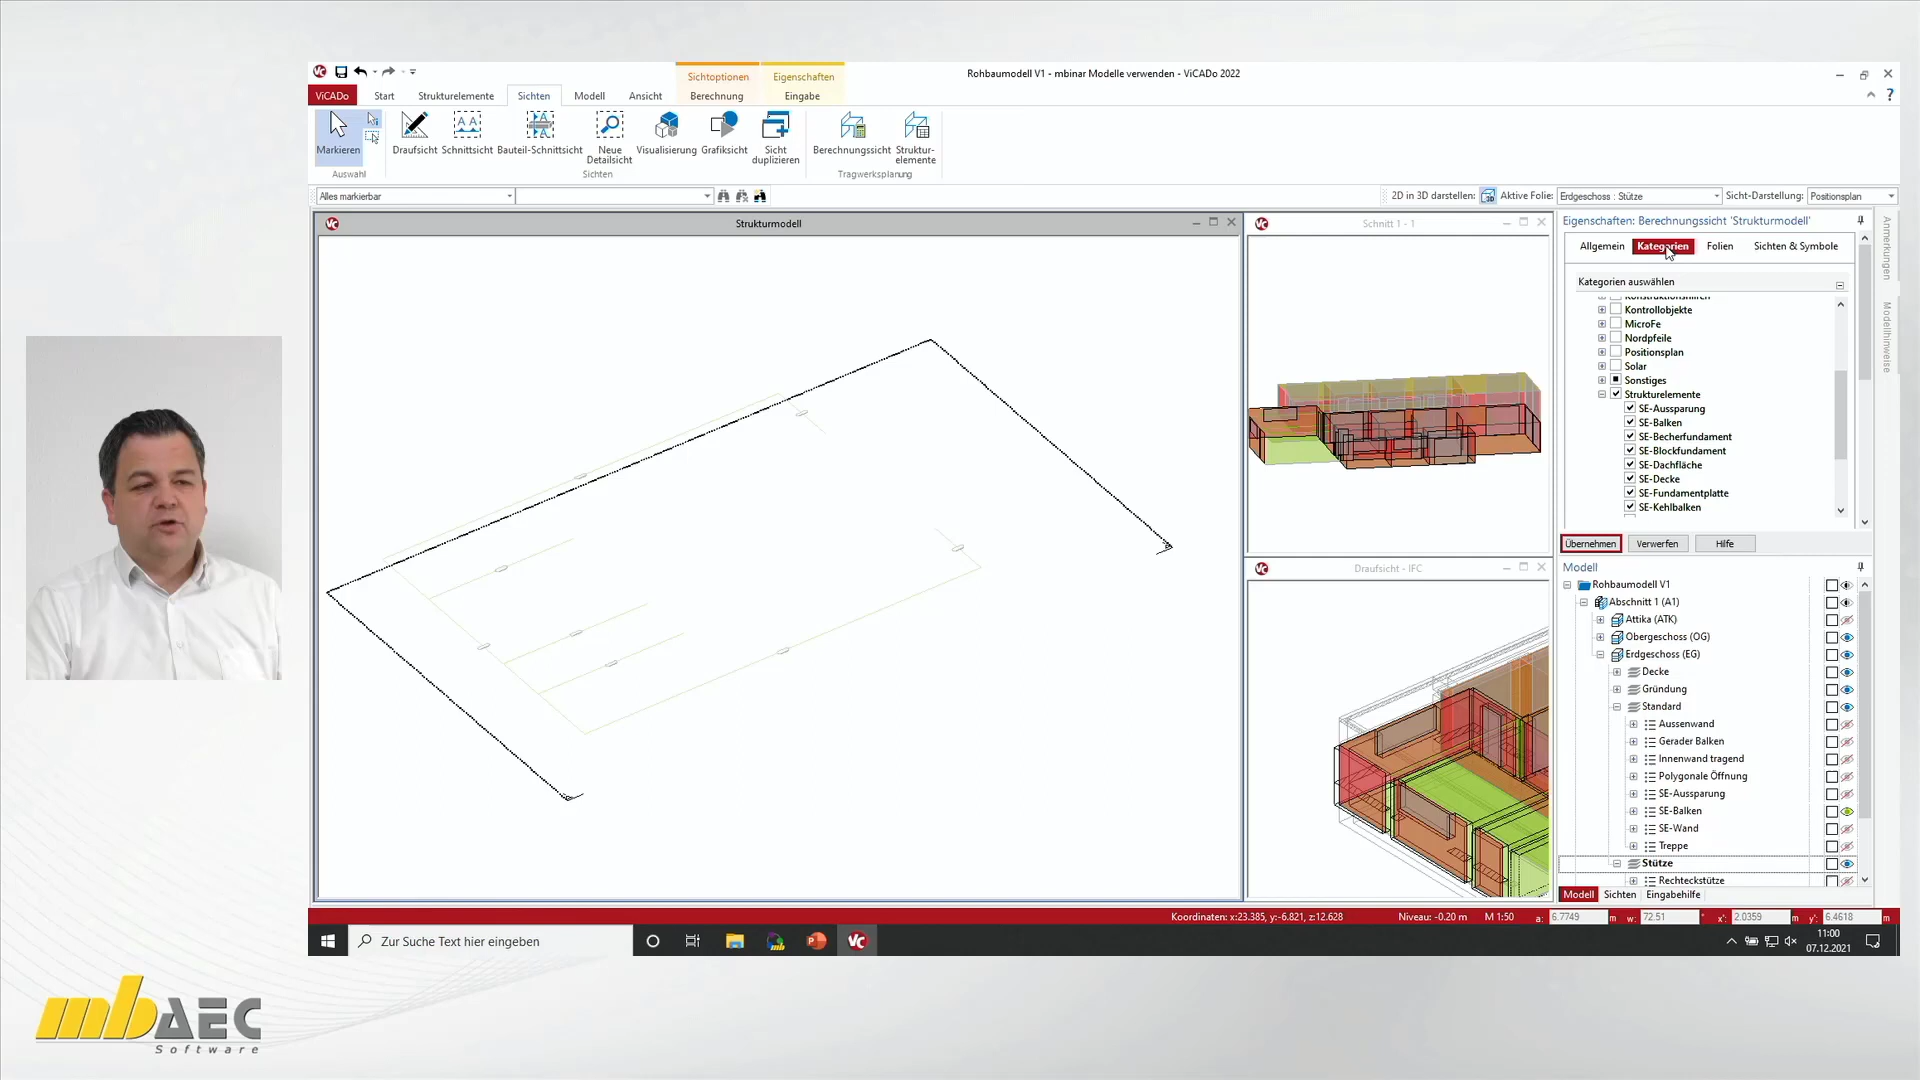 Sichtoptionen
Eigenschaften
Rohbaumodell V1 - mbinar Modelle verwenden - ViCADo 2022
ViCADo
Start
Strukturelemente
Sichten
Modell
Ansicht
Berechnung
Eingabe
Markieren
Draufsicht
Schnittsicht
Bauteil-Schnittsicht
Neue Detailsicht
Visualisierung
Grafiksicht
Sicht duplizieren
Berechnungssicht
Struktur-elemente
Auswahl
Sichten
Tragwerksplanung
Alles markierbar
2D in 3D darstellen:
Aktive Folie:
Erdgeschoss : Stütze
Sicht-Darstellung:
Positionsplan
Strukturmodell
Schnitt 1 - 1
Draufsicht - IFC
Eigenschaften: Berechnungssicht 'Strukturmodell'
Allgemein
Kategorien
Folien
Sichten & Symbole
Kategorien auswählen
Konstruktionshilfen
Kontrollobjekte
MicroFe
Nordpfeile
Positionsplan
Solar
Sonstiges
Strukturelemente
SE-Aussparung
SE-Balken
SE-Becherfundament
SE-Blockfundament
SE-Dachfläche
SE-Decke
SE-Fundamentplatte
SE-Kehlbalken
Übernehmen
Verwerfen
Hilfe
Modell
Rohbaumodell V1
Abschnitt 1 (A1)
Attika (ATK)
Obergeschoss (OG)
Erdgeschoss (EG)
Decke
Gründung
Standard
Aussenwand
Gerader Balken
Innenwand tragend
Polygonale Öffnung
SE-Aussparung
SE-Balken
SE-Wand
Treppe
Stütze
Rechteckstütze
Modell
Sichten
Eingabehilfe
Anmerkungen
Modellhinweise
Koordinaten: x:23.385, y:-6.821, z:12.628
Niveau: -0.20 m
M 1:50
a: 6.7749 m
w: 72.51 °
x': 2.0359 m
y': 6.4618 m
Zur Suche Text hier eingeben
11:00
07.12.2021
mb AEC
Software